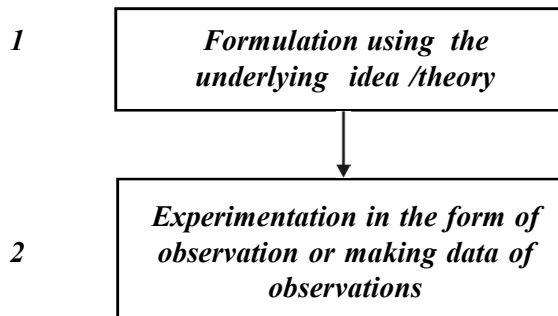 1
Formulation using the
underlying idea /theory
2
Experimentation in the form of
observation or making data of
observations